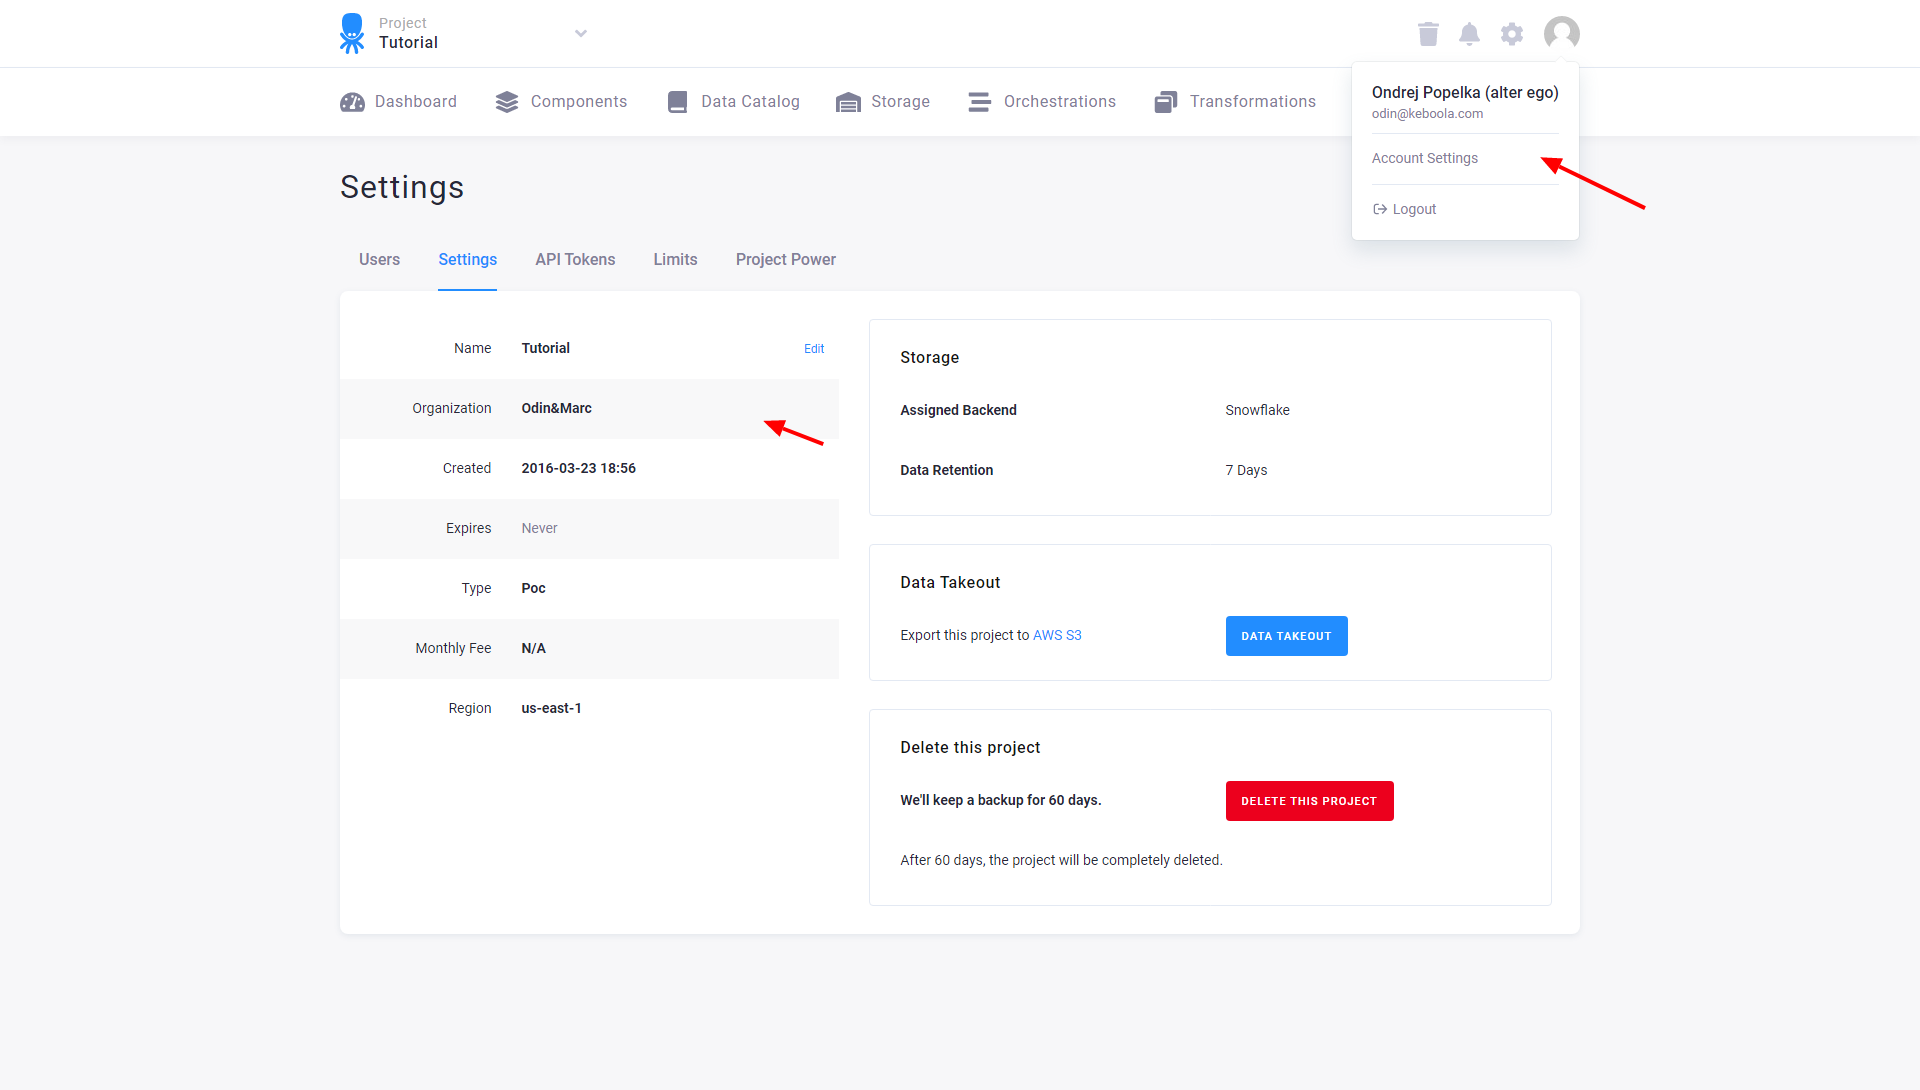 Project
Tutorial
Dashboard
Components
Data Catalog
Storage
Orchestrations
Transformations
Ondrej Popelka (alter ego)
odin@keboola.com
Account Settings
Logout
Settings
Users
Settings
API Tokens
Limits
Project Power
Name Tutorial Edit
Organization Odin&Marc
Created 2016-03-23 18:56
Expires Never
Type Poc
Monthly Fee N/A
Region us-east-1
Storage
Assigned Backend Snowflake
Data Retention 7 Days
Data Takeout
Export this project to AWS S3
DATA TAKEOUT
Delete this project
We'll keep a backup for 60 days.
DELETE THIS PROJECT
After 60 days, the project will be completely deleted.